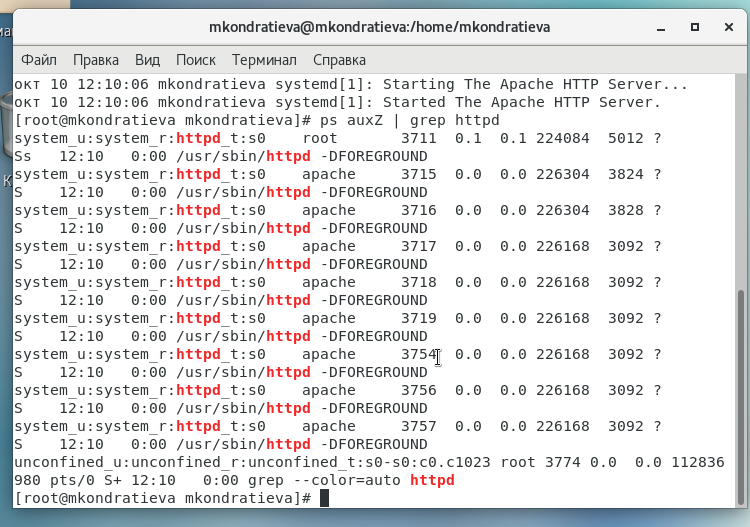 mkondratieva@mkondratieva:/home/mkondratieva
Файл Правка Вид Поиск Терминал Справка
окт 10 12:10:06 mkondratieva systemd[1]: Starting The Apache HTTP Server...
окт 10 12:10:06 mkondratieva systemd[1]: Started The Apache HTTP Server.
[root@mkondratieva mkondratieva]# ps auxZ | grep httpd
system_u:system_r:httpd_t:s0    root       3711  0.1  0.1 224084  5012 ?
Ss   12:10   0:00 /usr/sbin/httpd -DFOREGROUND
system_u:system_r:httpd_t:s0    apache     3715  0.0  0.0 226304  3824 ?
S    12:10   0:00 /usr/sbin/httpd -DFOREGROUND
system_u:system_r:httpd_t:s0    apache     3716  0.0  0.0 226304  3828 ?
S    12:10   0:00 /usr/sbin/httpd -DFOREGROUND
system_u:system_r:httpd_t:s0    apache     3717  0.0  0.0 226168  3092 ?
S    12:10   0:00 /usr/sbin/httpd -DFOREGROUND
system_u:system_r:httpd_t:s0    apache     3718  0.0  0.0 226168  3092 ?
S    12:10   0:00 /usr/sbin/httpd -DFOREGROUND
system_u:system_r:httpd_t:s0    apache     3719  0.0  0.0 226168  3092 ?
S    12:10   0:00 /usr/sbin/httpd -DFOREGROUND
system_u:system_r:httpd_t:s0    apache     3754  0.0  0.0 226168  3092 ?
S    12:10   0:00 /usr/sbin/httpd -DFOREGROUND
system_u:system_r:httpd_t:s0    apache     3756  0.0  0.0 226168  3092 ?
S    12:10   0:00 /usr/sbin/httpd -DFOREGROUND
system_u:system_r:httpd_t:s0    apache     3757  0.0  0.0 226168  3092 ?
S    12:10   0:00 /usr/sbin/httpd -DFOREGROUND
unconfined_u:unconfined_r:unconfined_t:s0-s0:c0.c1023 root 3774 0.0  0.0 112836
980 pts/0 S+ 12:10   0:00 grep --color=auto httpd
[root@mkondratieva mkondratieva]#